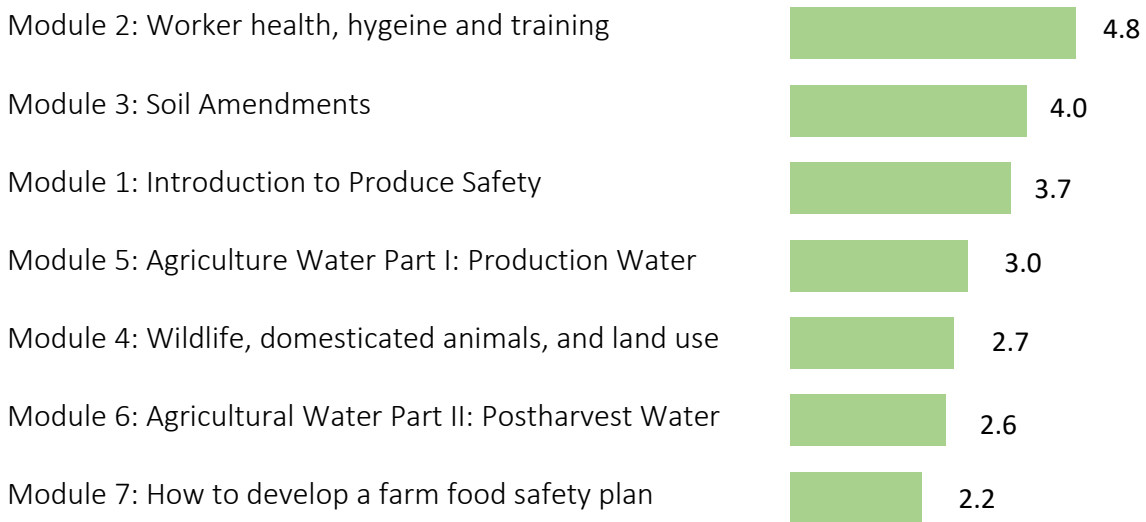 Module 2: Worker health, hygeine and training 4.8
Module 3: Soil Amendments 4.0
Module 1: Introduction to Produce Safety 3.7
Module 5: Agriculture Water Part I: Production Water 3.0
Module 4: Wildlife, domesticated animals, and land use 2.7
Module 6: Agricultural Water Part II: Postharvest Water 2.6
Module 7: How to develop a farm food safety plan 2.2